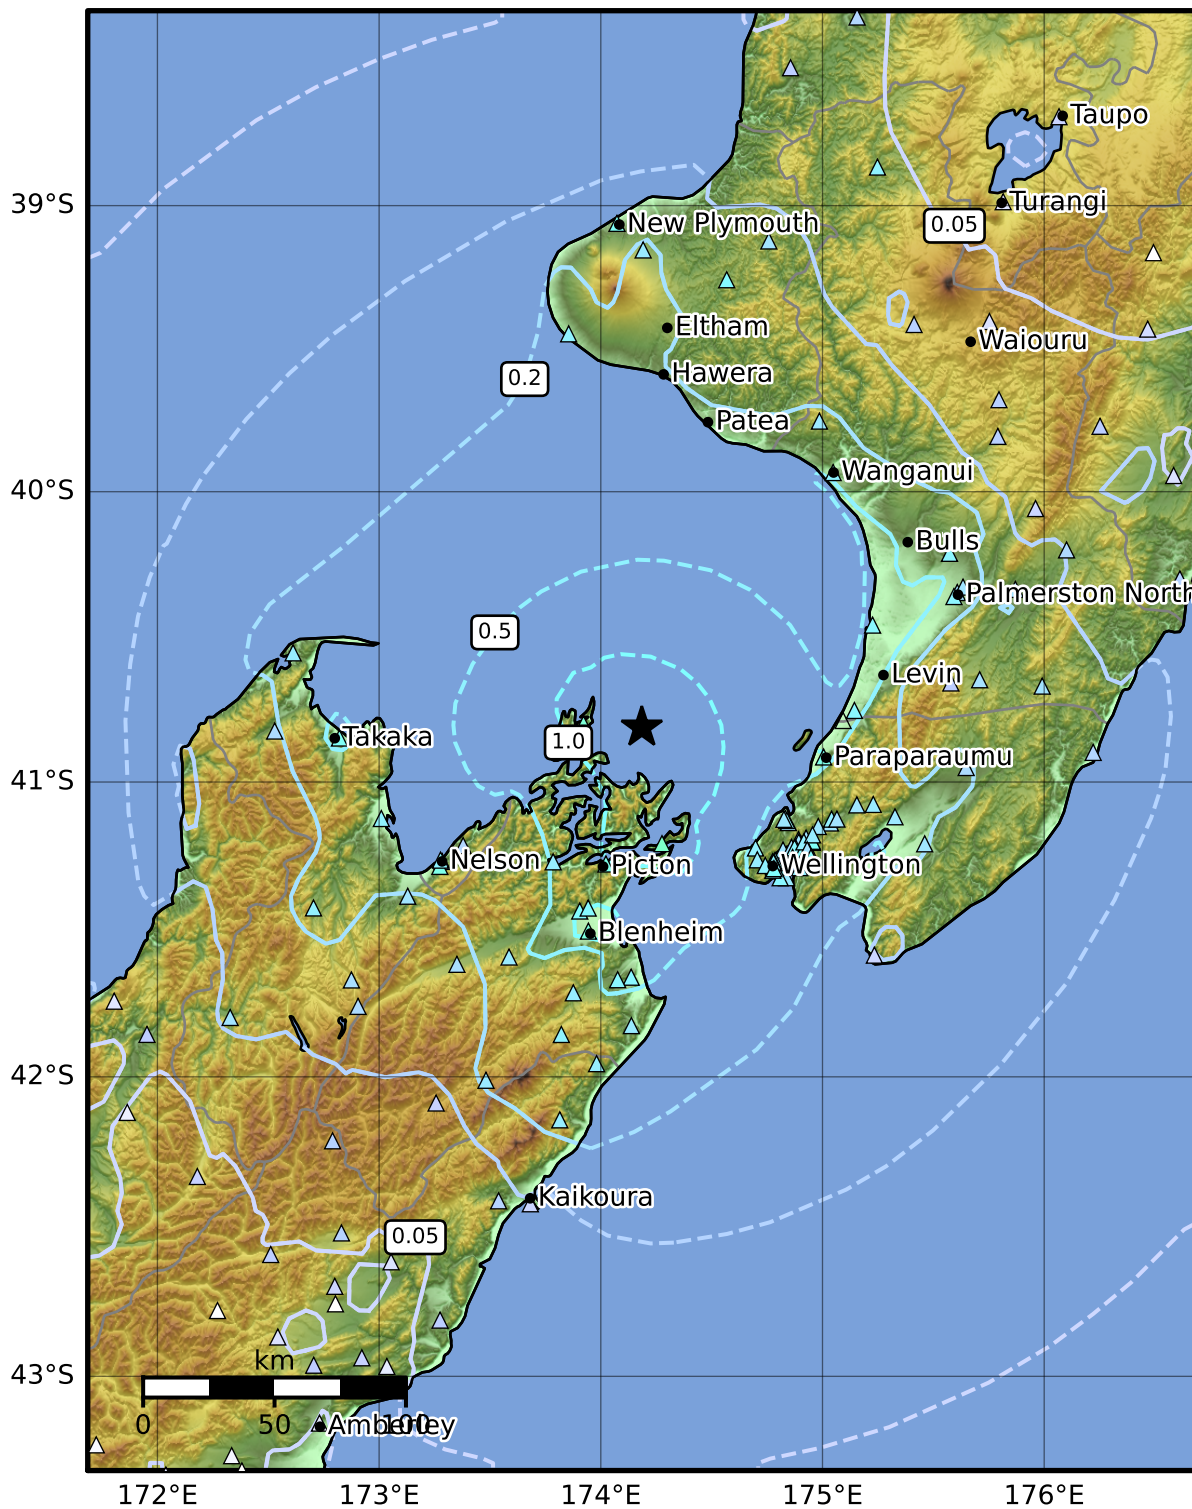 Taupo
39°S
Turangi
New Plymouth
0.05
Eltham
Waiouru
0.2
Hawera
Patea
40°S
Wanganui
Bulls
Palmerston North
0.5
Levin
Takaka
1.0
Paraparaumu
41°S
Nelson
Picton
Wellington
Blenheim
42°S
Kaikoura
0.05
km
43°S
0 50 100
Amberley
172°E 173°E 174°E 175°E 176°E